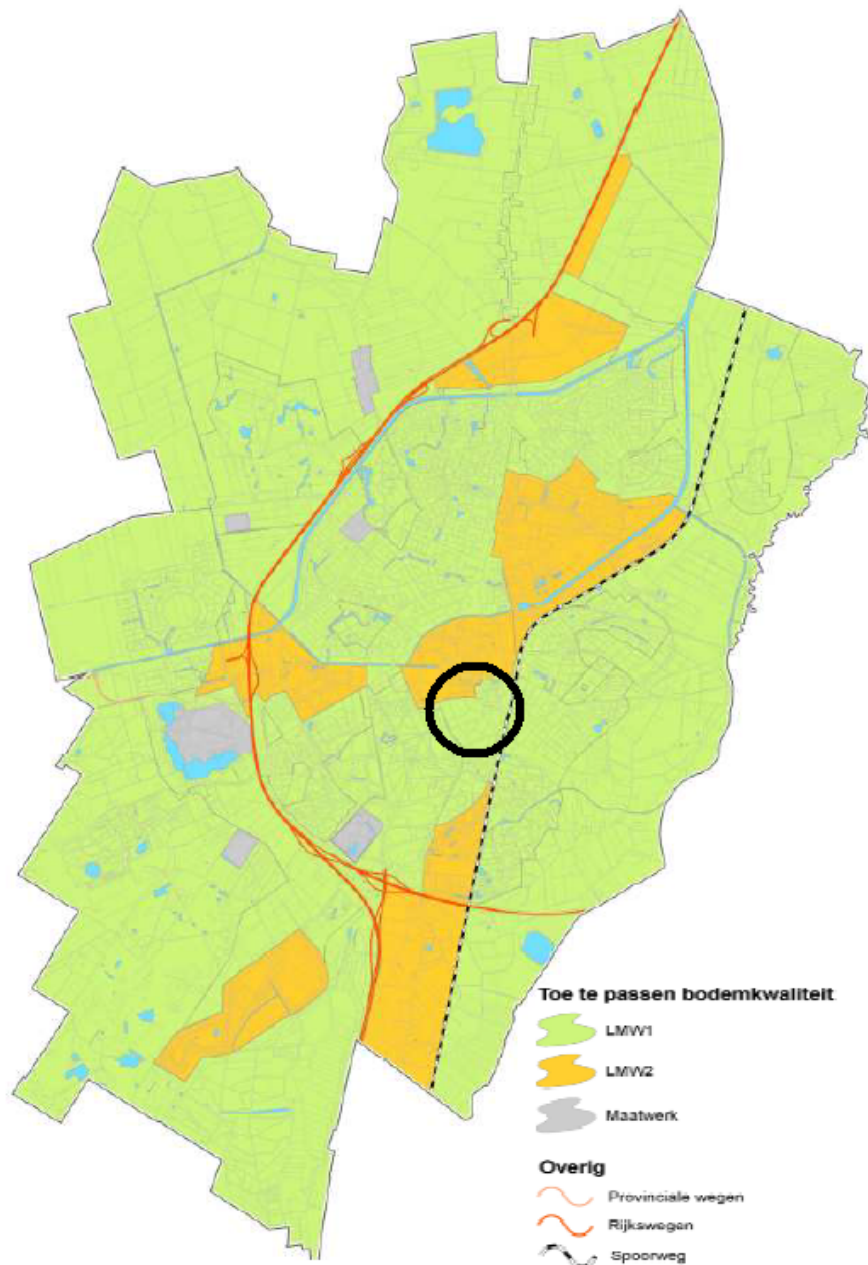 Toe te passen bodemkwaliteit
LMW1
LMW2
Maatwerk
Overig
Provinciale wegen
Rijkswegen
Spoorweg